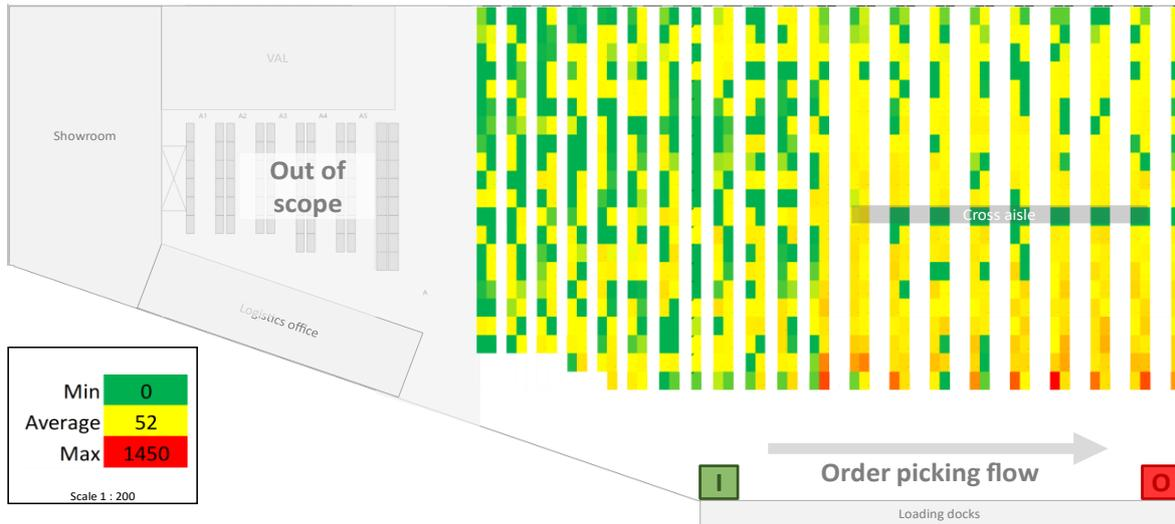 VAL
Showroom
A1 A2 A3 A4 A5
Out of
scope
Cross aisle
A
Logistics office
Min 0
Average 52
Max 1450
Scale 1 : 200
Order picking flow
I
O
Loading docks